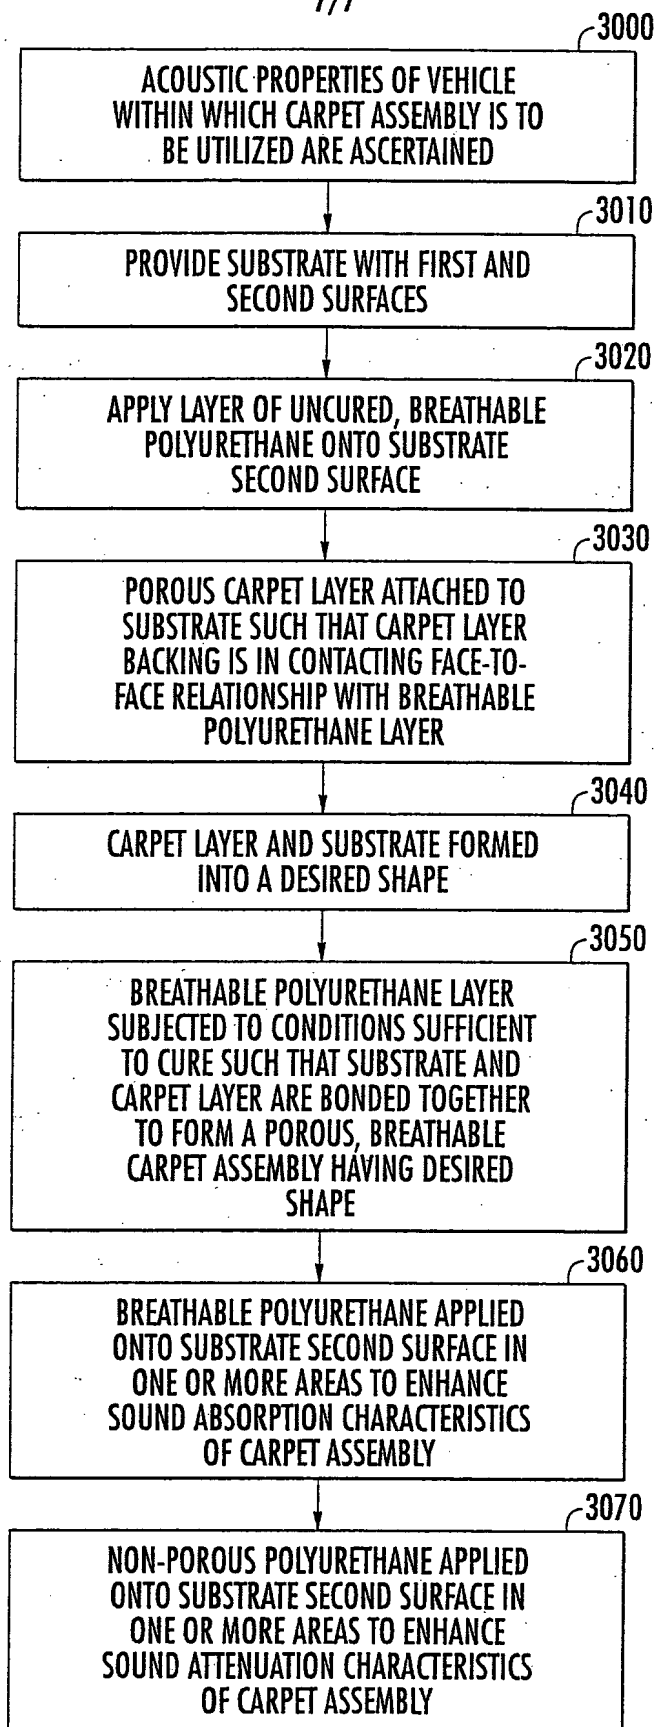 7/7
3000
ACOUSTIC PROPERTIES OF VEHICLE
WITHIN WHICH CARPET ASSEMBLY IS TO
BE UTILIZED ARE ASCERTAINED
3010
PROVIDE SUBSTRATE WITH FIRST AND
SECOND SURFACES
3020
APPLY LAYER OF UNCURED, BREATHABLE
POLYURETHANE ONTO SUBSTRATE
SECOND SURFACE
3030
POROUS CARPET LAYER ATTACHED TO
SUBSTRATE SUCH THAT CARPET LAYER
BACKING IS IN CONTACTING FACE-TO-
FACE RELATIONSHIP WITH BREATHABLE
POLYURETHANE LAYER
3040
CARPET LAYER AND SUBSTRATE FORMED
INTO A DESIRED SHAPE
3050
BREATHABLE POLYURETHANE LAYER
SUBJECTED TO CONDITIONS SUFFICIENT
TO CURE SUCH THAT SUBSTRATE AND
CARPET LAYER ARE BONDED TOGETHER
TO FORM A POROUS, BREATHABLE
CARPET ASSEMBLY HAVING DESIRED
SHAPE
3060
BREATHABLE POLYURETHANE APPLIED
ONTO SUBSTRATE SECOND SURFACE IN
ONE OR MORE AREAS TO ENHANCE
SOUND ABSORPTION CHARACTERISTICS
OF CARPET ASSEMBLY
3070
NON-POROUS POLYURETHANE APPLIED
ONTO SUBSTRATE SECOND SURFACE IN
ONE OR MORE AREAS TO ENHANCE
SOUND ATTENUATION CHARACTERISTICS
OF CARPET ASSEMBLY